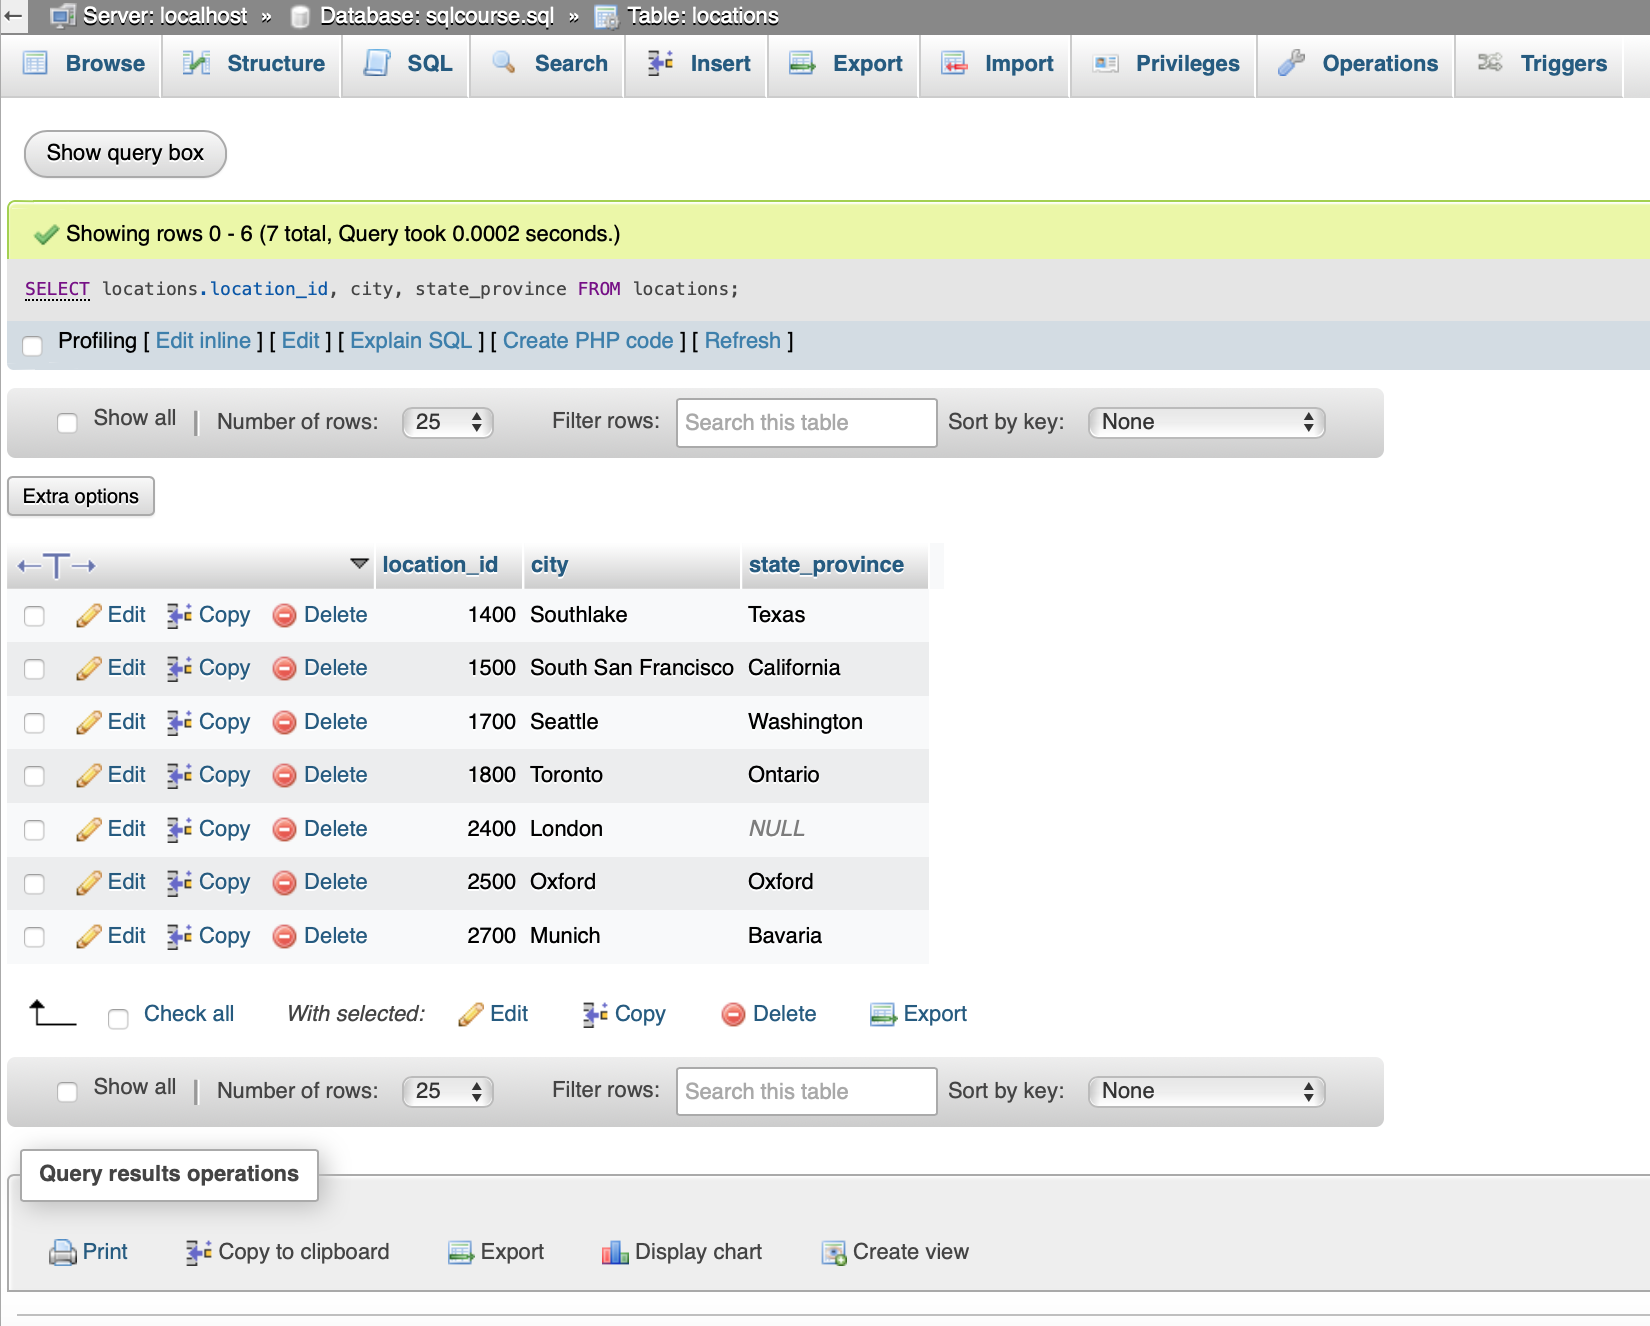 Server: localhost » Database: sqlcourse.sql » Table: locations
Browse Structure SQL Search Insert Export Import Privileges Operations Triggers
Show query box
Showing rows 0 - 6 (7 total, Query took 0.0002 seconds.)
SELECT locations.location_id, city, state_province FROM locations;
Profiling [ Edit inline ] [ Edit ] [ Explain SQL ] [ Create PHP code ] [ Refresh ]
Show all | Number of rows: 25 Filter rows: Search this table Sort by key: None
Extra options
←T→ location_id city state_province
Edit Copy Delete 1400 Southlake Texas
Edit Copy Delete 1500 South San Francisco California
Edit Copy Delete 1700 Seattle Washington
Edit Copy Delete 1800 Toronto Ontario
Edit Copy Delete 2400 London NULL
Edit Copy Delete 2500 Oxford Oxford
Edit Copy Delete 2700 Munich Bavaria
Check all With selected: Edit Copy Delete Export
Show all | Number of rows: 25 Filter rows: Search this table Sort by key: None
Query results operations
Print Copy to clipboard Export Display chart Create view